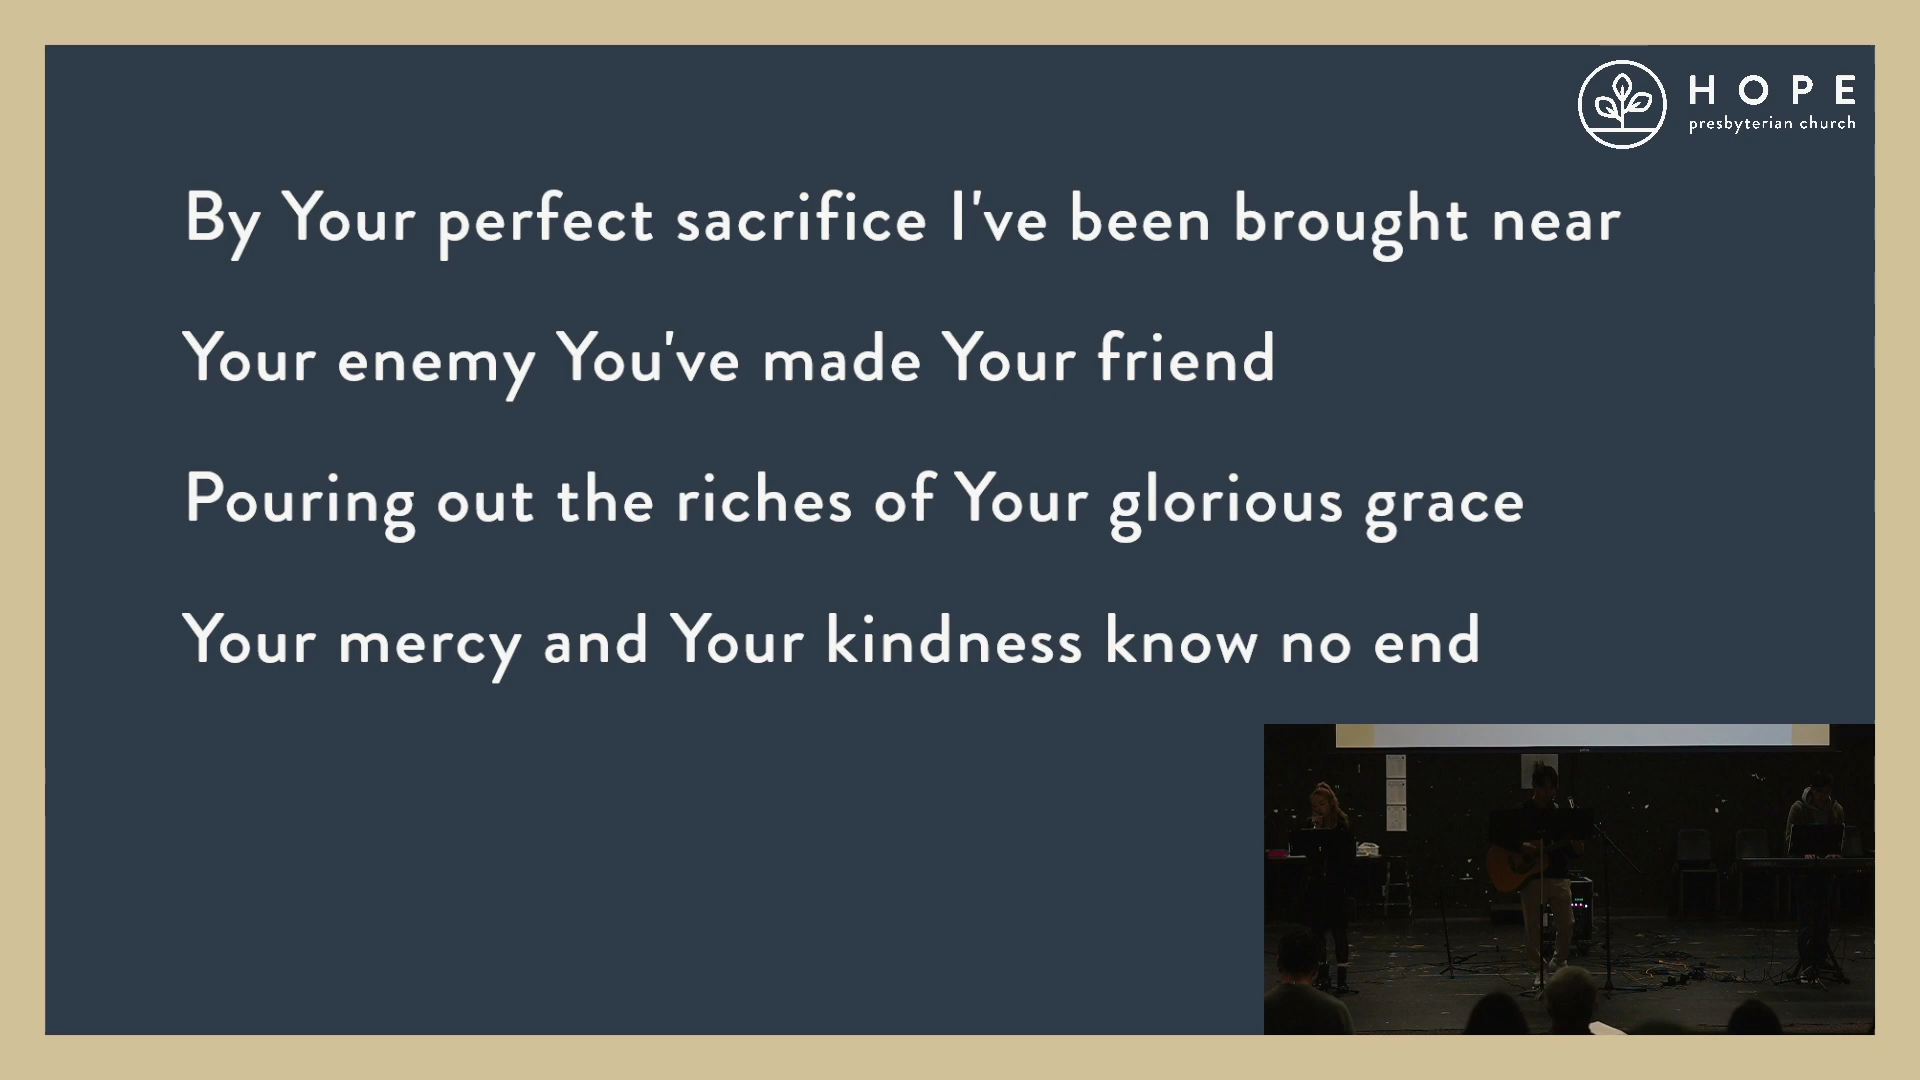 HOPE
presbyterian church
By Your perfect sacrifice I've been brought near
Your enemy You've made Your friend
Pouring out the riches of Your glorious grace
Your mercy and Your kindness know no end